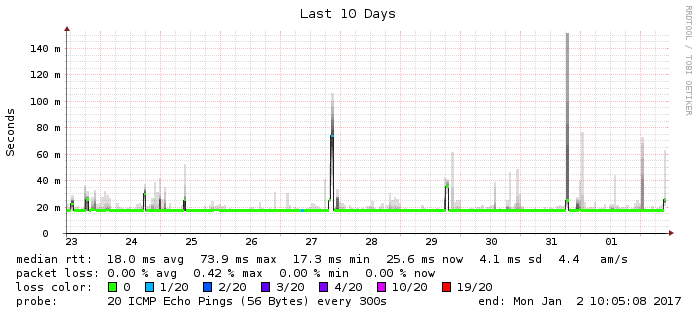 Last 10 Days
RRDTOOL / TOBI OETIKER
Seconds
140 m
120 m
100 m
80 m
60 m
40 m
20 m
0
23 24 25 26 27 28 29 30 31 01
median rtt: 18.0 ms avg 73.9 ms max 17.3 ms min 25.6 ms now 4.1 ms sd 4.4 am/s
packet loss: 0.00 % avg 0.42 % max 0.00 % min 0.00 % now
loss color: 0 1/20 2/20 3/20 4/20 10/20 19/20
probe: 20 ICMP Echo Pings (56 Bytes) every 300s end: Mon Jan 2 10:05:08 2017